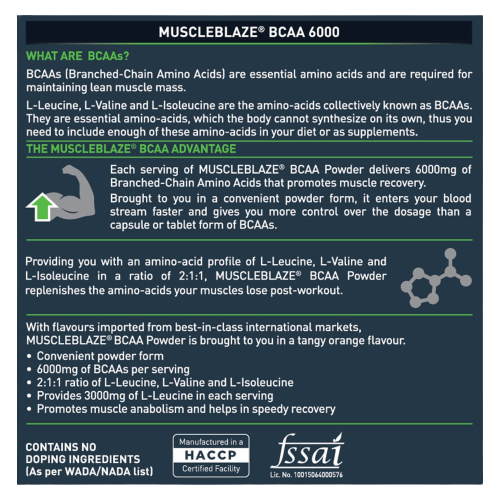 MUSCLEBLAZE® BCAA 6000
WHAT ARE BCAAs?
BCAAs (Branched-Chain Amino Acids) are essential amino acids and are required for
maintaining lean muscle mass.
L-Leucine, L-Valine and L-Isoleucine are the amino-acids collectively known as BCAAs.
They are essential amino-acids, which the body cannot synthesize on its own, thus you
need to include enough of these amino-acids in your diet or as supplements.
THE MUSCLEBLAZE® BCAA ADVANTAGE
Each serving of MUSCLEBLAZE® BCAA Powder delivers 6000mg of
Branched-Chain Amino Acids that promotes muscle recovery.
Brought to you in a convenient powder form, it enters your blood
stream faster and gives you more control over the dosage than a
capsule or tablet form of BCAAs.
Providing you with an amino-acid profile of L-Leucine, L-Valine and
L-Isoleucine in a ratio of 2:1:1, MUSCLEBLAZE® BCAA Powder
replenishes the amino-acids your muscles lose post-workout.
With flavours imported from best-in-class international markets,
MUSCLEBLAZE® BCAA Powder is brought to you in a tangy orange flavour.
• Convenient powder form
• 6000mg of BCAAs per serving
• 2:1:1 ratio of L-Leucine, L-Valine and L-Isoleucine
• Provides 3000mg of L-Leucine in each serving
• Promotes muscle anabolism and helps in speedy recovery
CONTAINS NO
DOPING INGREDIENTS
(As per WADA/NADA list)
Manufactured in a
HACCP
Certified Facility
fssai
Lic. No. 10015064000576